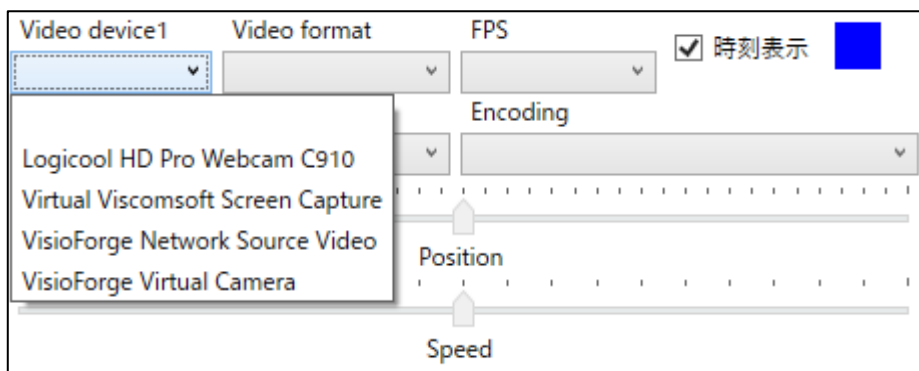 Video device1 Video format FPS
時刻表示
Encoding
Logicool HD Pro Webcam C910
Virtual Viscomsoft Screen Capture
VisioForge Network Source Video
Position
VisioForge Virtual Camera
Speed